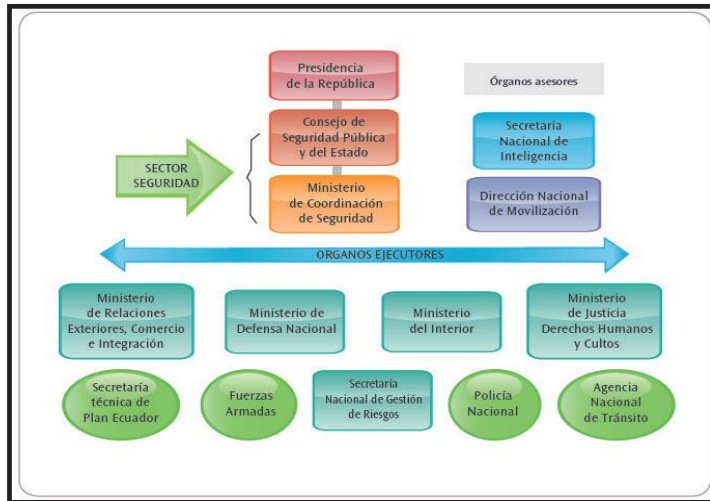 Presidencia
de la República
Órganos asesores
Consejo de
Seguridad Pública
y del Estado
Secretaría
Nacional de
Inteligencia
SECTOR
SEGURIDAD
Ministerio
de Coordinación
de Seguridad
Dirección Nacional
de Movilización
ORGANOS EJECUTORES
Ministerio
de Relaciones
Exteriores, Comercio
e Integración
Ministerio de
Defensa Nacional
Ministerio
del Interior
Ministerio
de Justicia
Derechos Humanos
y Cultos
Secretaría
técnica de
Plan Ecuador
Fuerzas
Armadas
Secretaría
Nacional de Gestión
de Riesgos
Policía
Nacional
Agencia
Nacional
de Tránsito